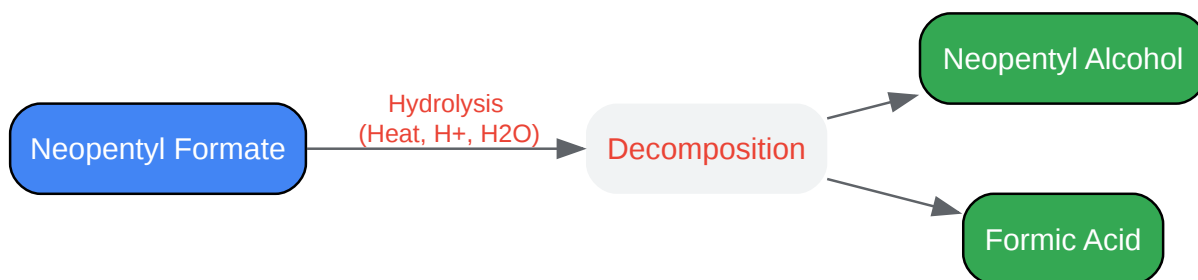 Neopentyl Alcohol
Hydrolysis
(Heat, H+, H2O)
Neopentyl Formate
Decomposition
Formic Acid